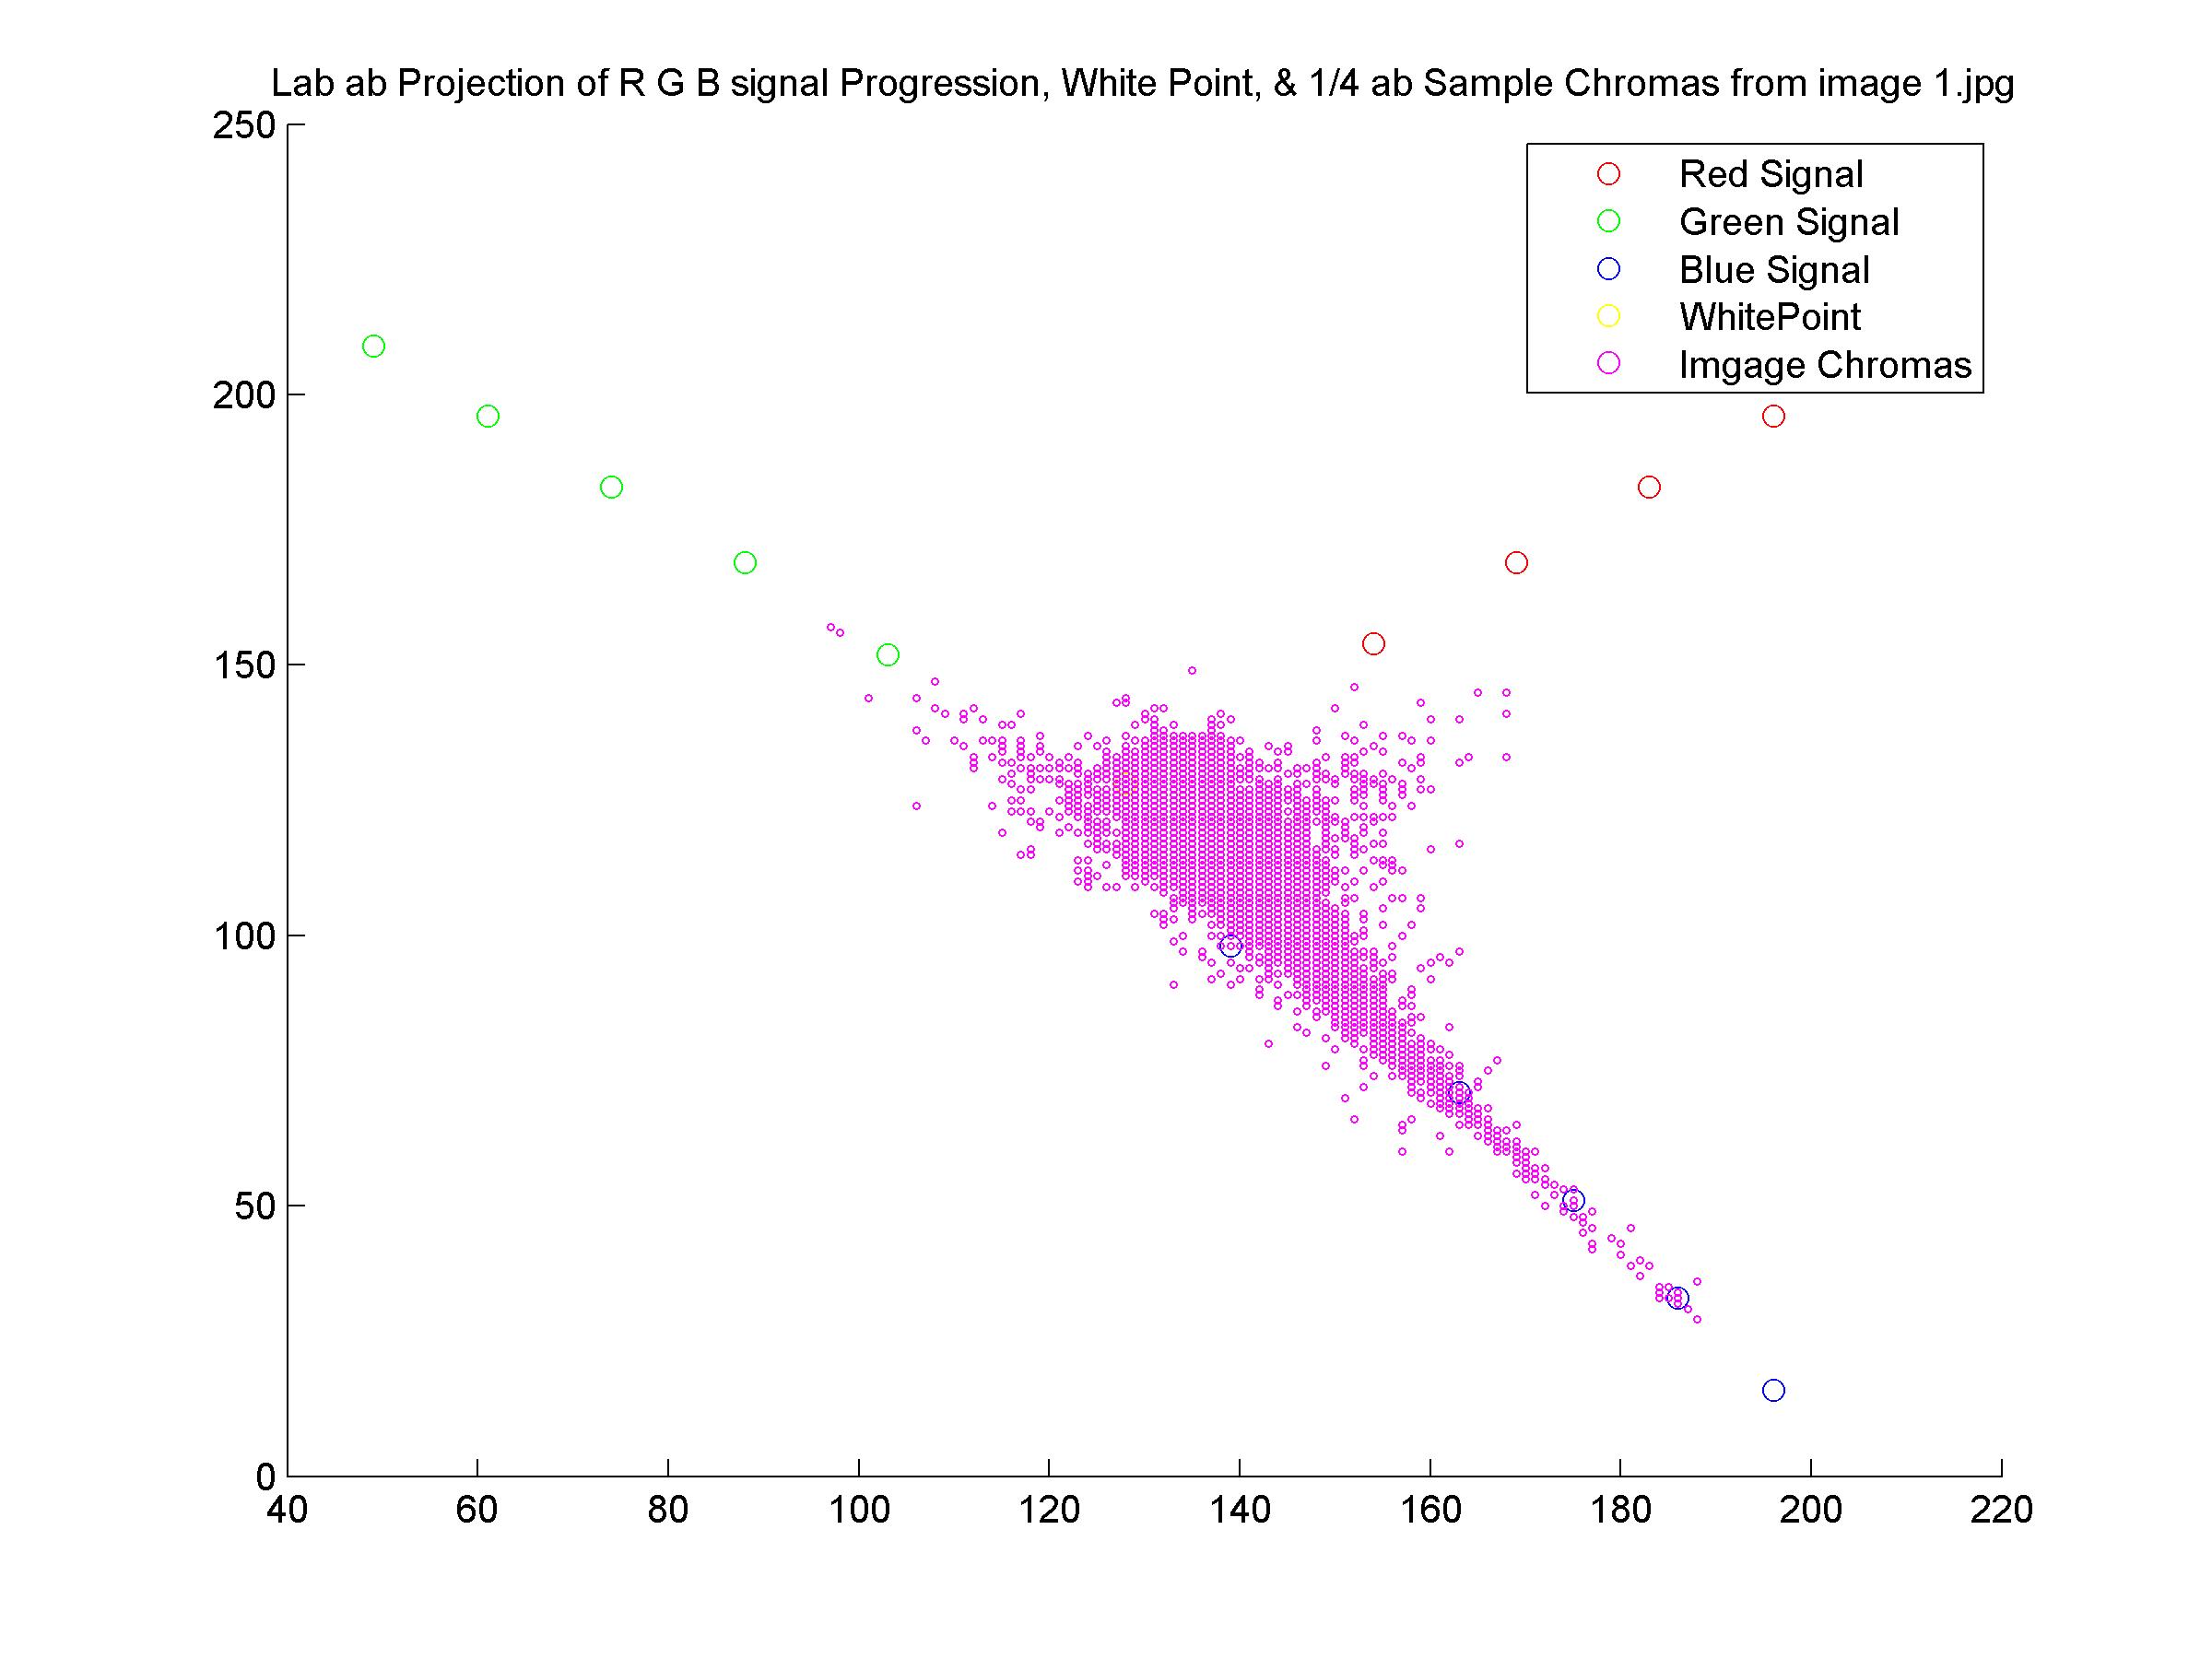 Lab ab Projection of R G B signal Progression, White Point, & 1/4 ab Sample Chromas from image 1.jpg
250
Red Signal
Green Signal
Blue Signal
WhitePoint
Imgage Chromas
200
150
100
50
0
40 60 80 100 120 140 160 180 200 220